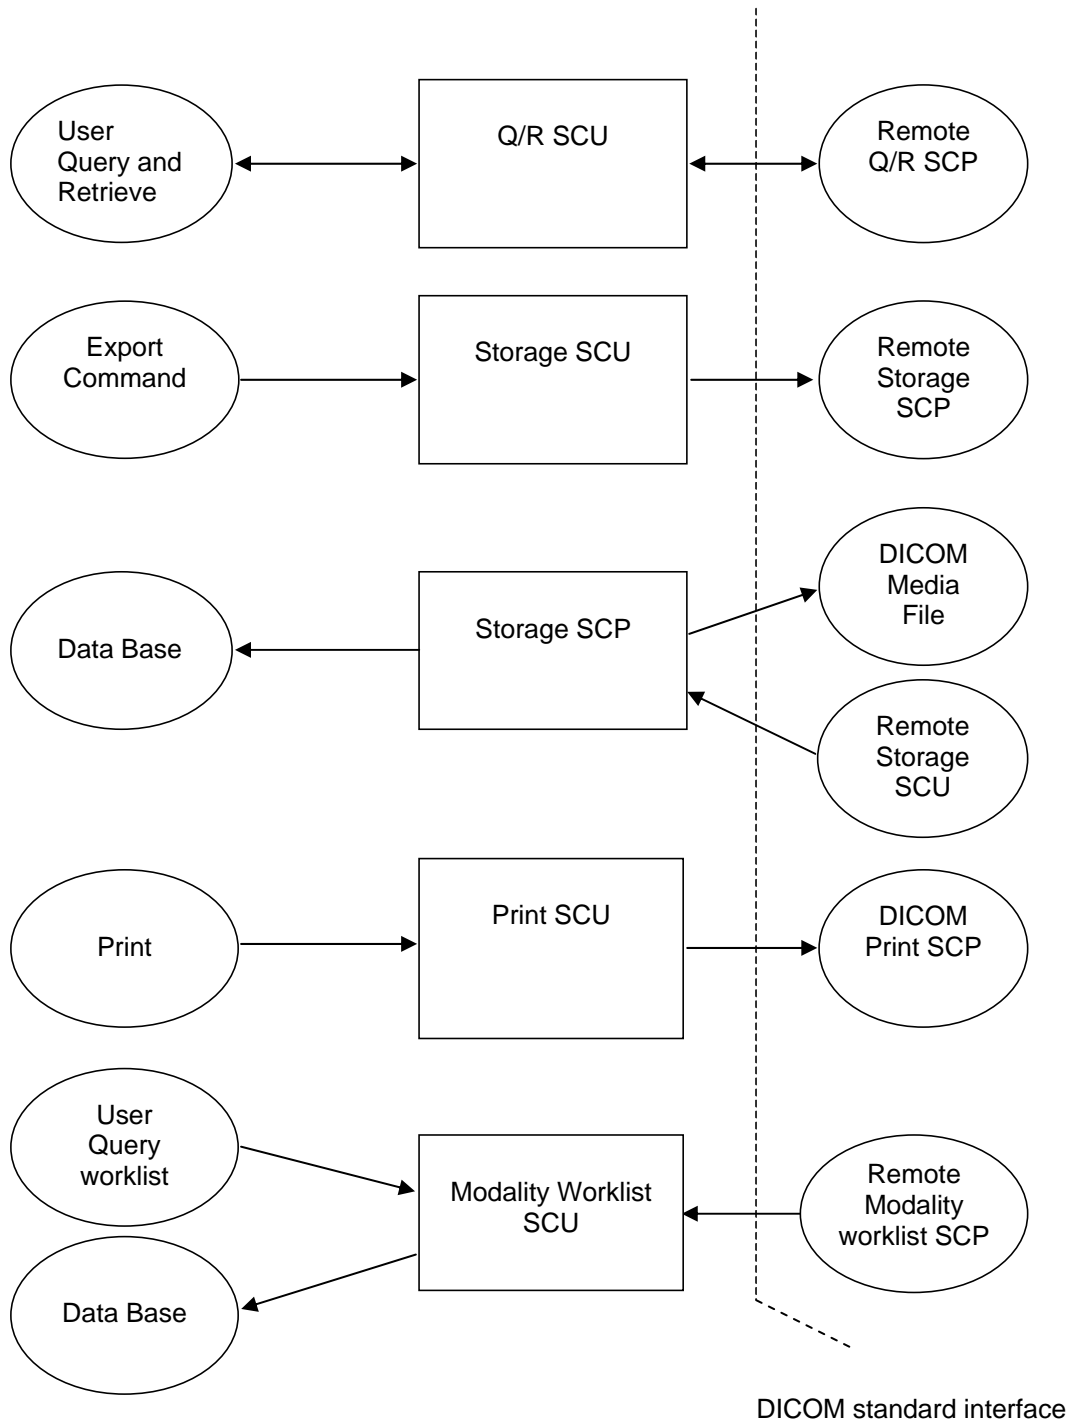 User
Query and
Retrieve
Q/R SCU
Remote
Q/R SCP
Export
Command
Storage SCU
Remote
Storage
SCP
Data Base
Storage SCP
DICOM
Media
File
Remote
Storage
SCU
Print
Print SCU
DICOM
Print SCP
User
Query
worklist
Modality Worklist
SCU
Remote
Modality
worklist SCP
Data Base
DICOM standard interface